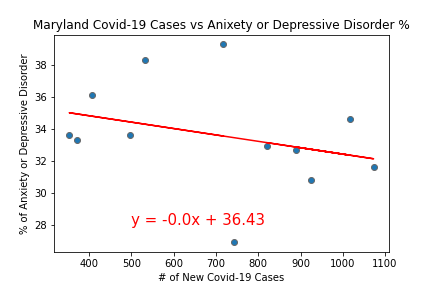 Maryland Covid-19 Cases vs Anixety or Depressive Disorder %
% of Anxiety or Depressive Disorder
38
36
34
32
30
28
y = -0.0x + 36.43
400 500 600 700 800 900 1000 1100
# of New Covid-19 Cases